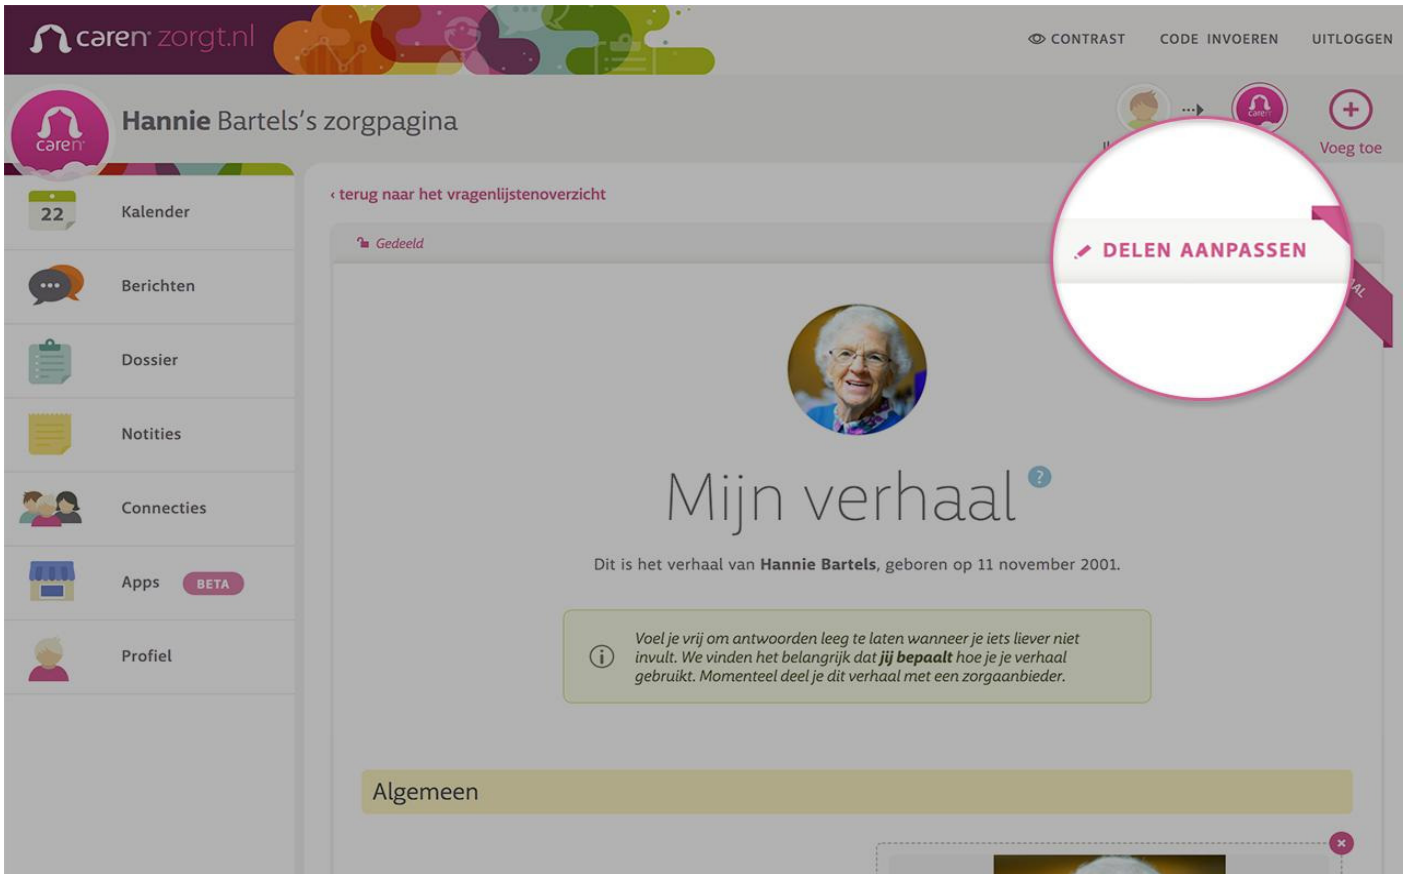 caren zorgt.nl
CONTRAST
CODE INVOEREN
UITLOGGEN
caren
Hannie Bartels's zorgpagina
caren
Voeg toe
22
Kalender
Berichten
Dossier
Notities
Connecties
Apps BETA
Profiel
‹ terug naar het vragenlijstenoverzicht
Gedeeld
DELEN AANPASSEN
Mijn verhaal ?
Dit is het verhaal van Hannie Bartels, geboren op 11 november 2001.
Voel je vrij om antwoorden leeg te laten wanneer je iets liever niet
invult. We vinden het belangrijk dat jij bepaalt hoe je je verhaal
gebruikt. Momenteel deel je dit verhaal met een zorgaanbieder.
Algemeen